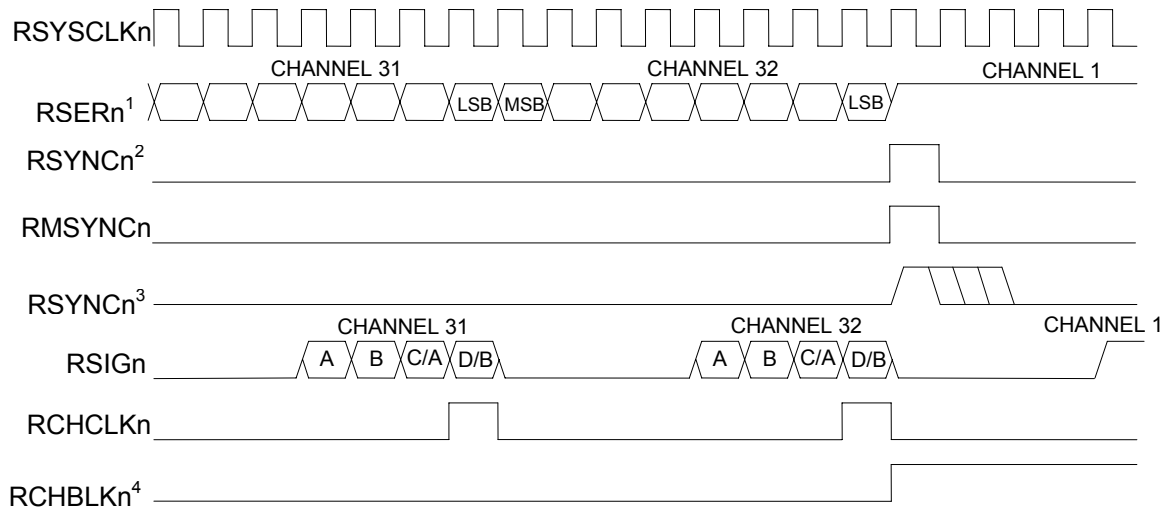 RSYSCLKn
CHANNEL 31 CHANNEL 32 CHANNEL 1
RSERn¹ LSB MSB LSB
RSYNCn²
RMSYNCn
RSYNCn³
CHANNEL 31 CHANNEL 32 CHANNEL 1
RSIGn A B C/A D/B A B C/A D/B
RCHCLKn
RCHBLKn⁴